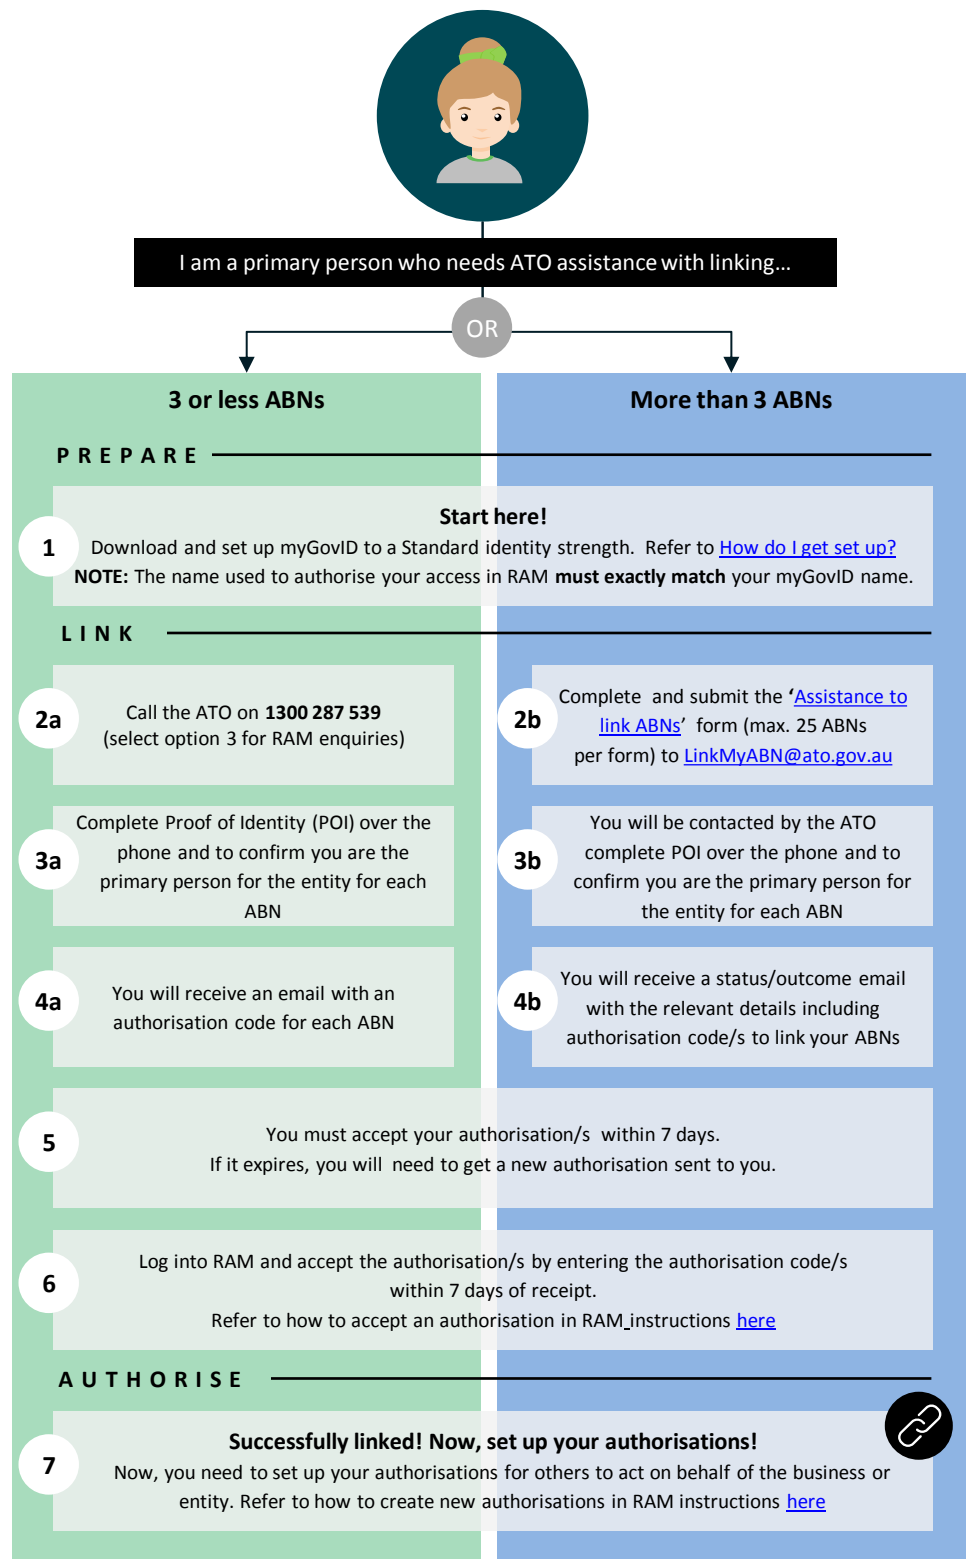 I am a primary person who needs ATO assistance with linking...
OR
3 or less ABNs
More than 3 ABNs
PREPARE
1
Start here!
Download and set up myGovID to a Standard identity strength. Refer to How do I get set up?
NOTE: The name used to authorise your access in RAM must exactly match your myGovID name.
LINK
2a
Call the ATO on 1300 287 539
(select option 3 for RAM enquiries)
2b
Complete and submit the ‘Assistance to
link ABNs’ form (max. 25 ABNs
per form) to LinkMyABN@ato.gov.au
3a
Complete Proof of Identity (POI) over the
phone and to confirm you are the
primary person for the entity for each
ABN
3b
You will be contacted by the ATO
complete POI over the phone and to
confirm you are the primary person for
the entity for each ABN
4a
You will receive an email with an
authorisation code for each ABN
4b
You will receive a status/outcome email
with the relevant details including
authorisation code/s to link your ABNs
5
You must accept your authorisation/s within 7 days.
If it expires, you will need to get a new authorisation sent to you.
6
Log into RAM and accept the authorisation/s by entering the authorisation code/s
within 7 days of receipt.
Refer to how to accept an authorisation in RAM instructions here
AUTHORISE
7
Successfully linked! Now, set up your authorisations!
Now, you need to set up your authorisations for others to act on behalf of the business or
entity. Refer to how to create new authorisations in RAM instructions here